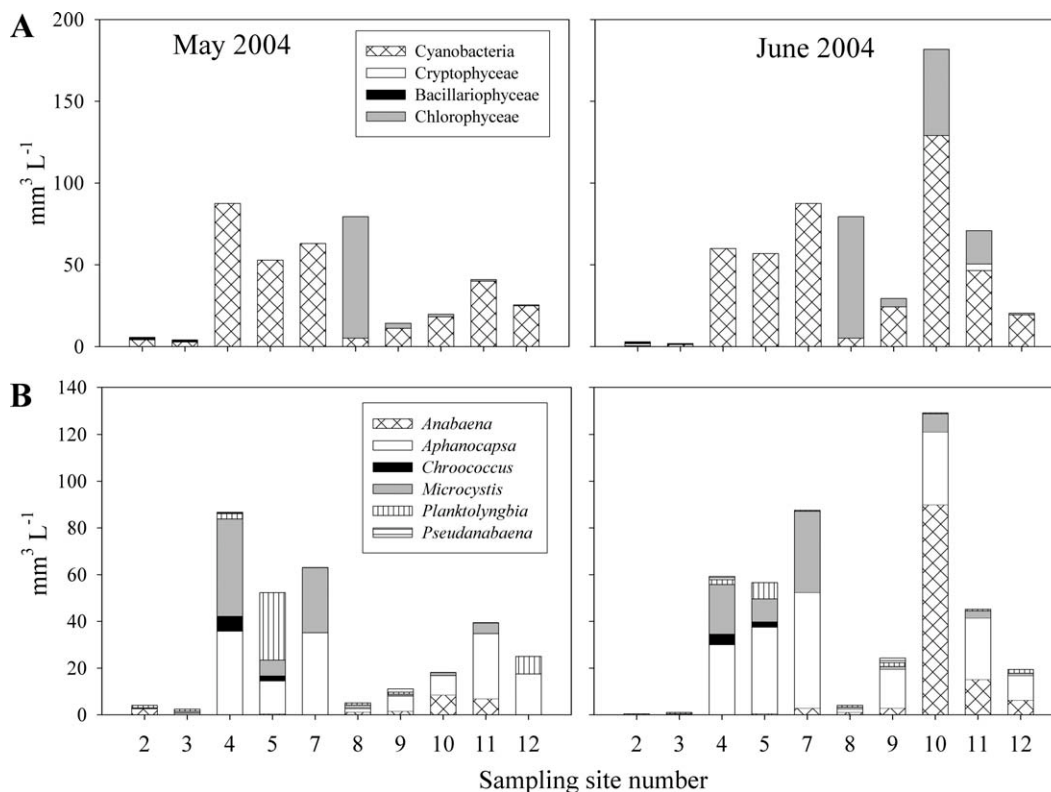 A
May 2004
June 2004
Cyanobacteria
Cryptophyceae
Bacillariophyceae
Chlorophyceae
200
150
100
50
0
mm³ L⁻¹
B
Anabaena
Aphanocapsa
Chroococcus
Microcystis
Planktolyngbia
Pseudanabaena
140
120
100
80
60
40
20
0
mm³ L⁻¹
2 3 4 5 7 8 9 10 11 12
2 3 4 5 7 8 9 10 11 12
Sampling site number